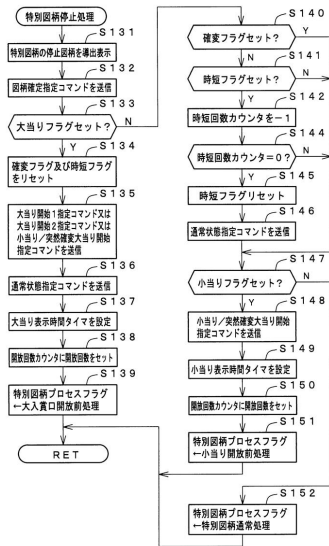 特別図柄停止処理
S131
特別図柄の停止図柄を導出表示
S132
図柄確定指定コマンドを送信
S133
大当りフラグセット？
N
Y
S134
確変フラグ及び時短フラグ
をリセット
S135
大当り開始1指定コマンド又は
大当り開始2指定コマンド又は
小当り／突然確変大当り開始
指定コマンドを送信
S136
通常状態指定コマンドを送信
S137
大当り表示時間タイマを設定
S138
開放回数カウンタに開放回数をセット
S139
特別図柄プロセスフラグ
←大入賞口開放前処理
RET
S140
確変フラグセット？
Y
N
S141
時短フラグセット？
N
Y
S142
時短回数カウンタを－1
S144
時短回数カウンタ＝0？
N
Y
S145
時短フラグリセット
S146
通常状態指定コマンドを送信
S147
小当りフラグセット？
N
Y
S148
小当り／突然確変大当り開始
指定コマンドを送信
S149
小当り表示時間タイマを設定
S150
開放回数カウンタに開放回数をセット
S151
特別図柄プロセスフラグ
←小当り開放前処理
S152
特別図柄プロセスフラグ
←特別図柄通常処理